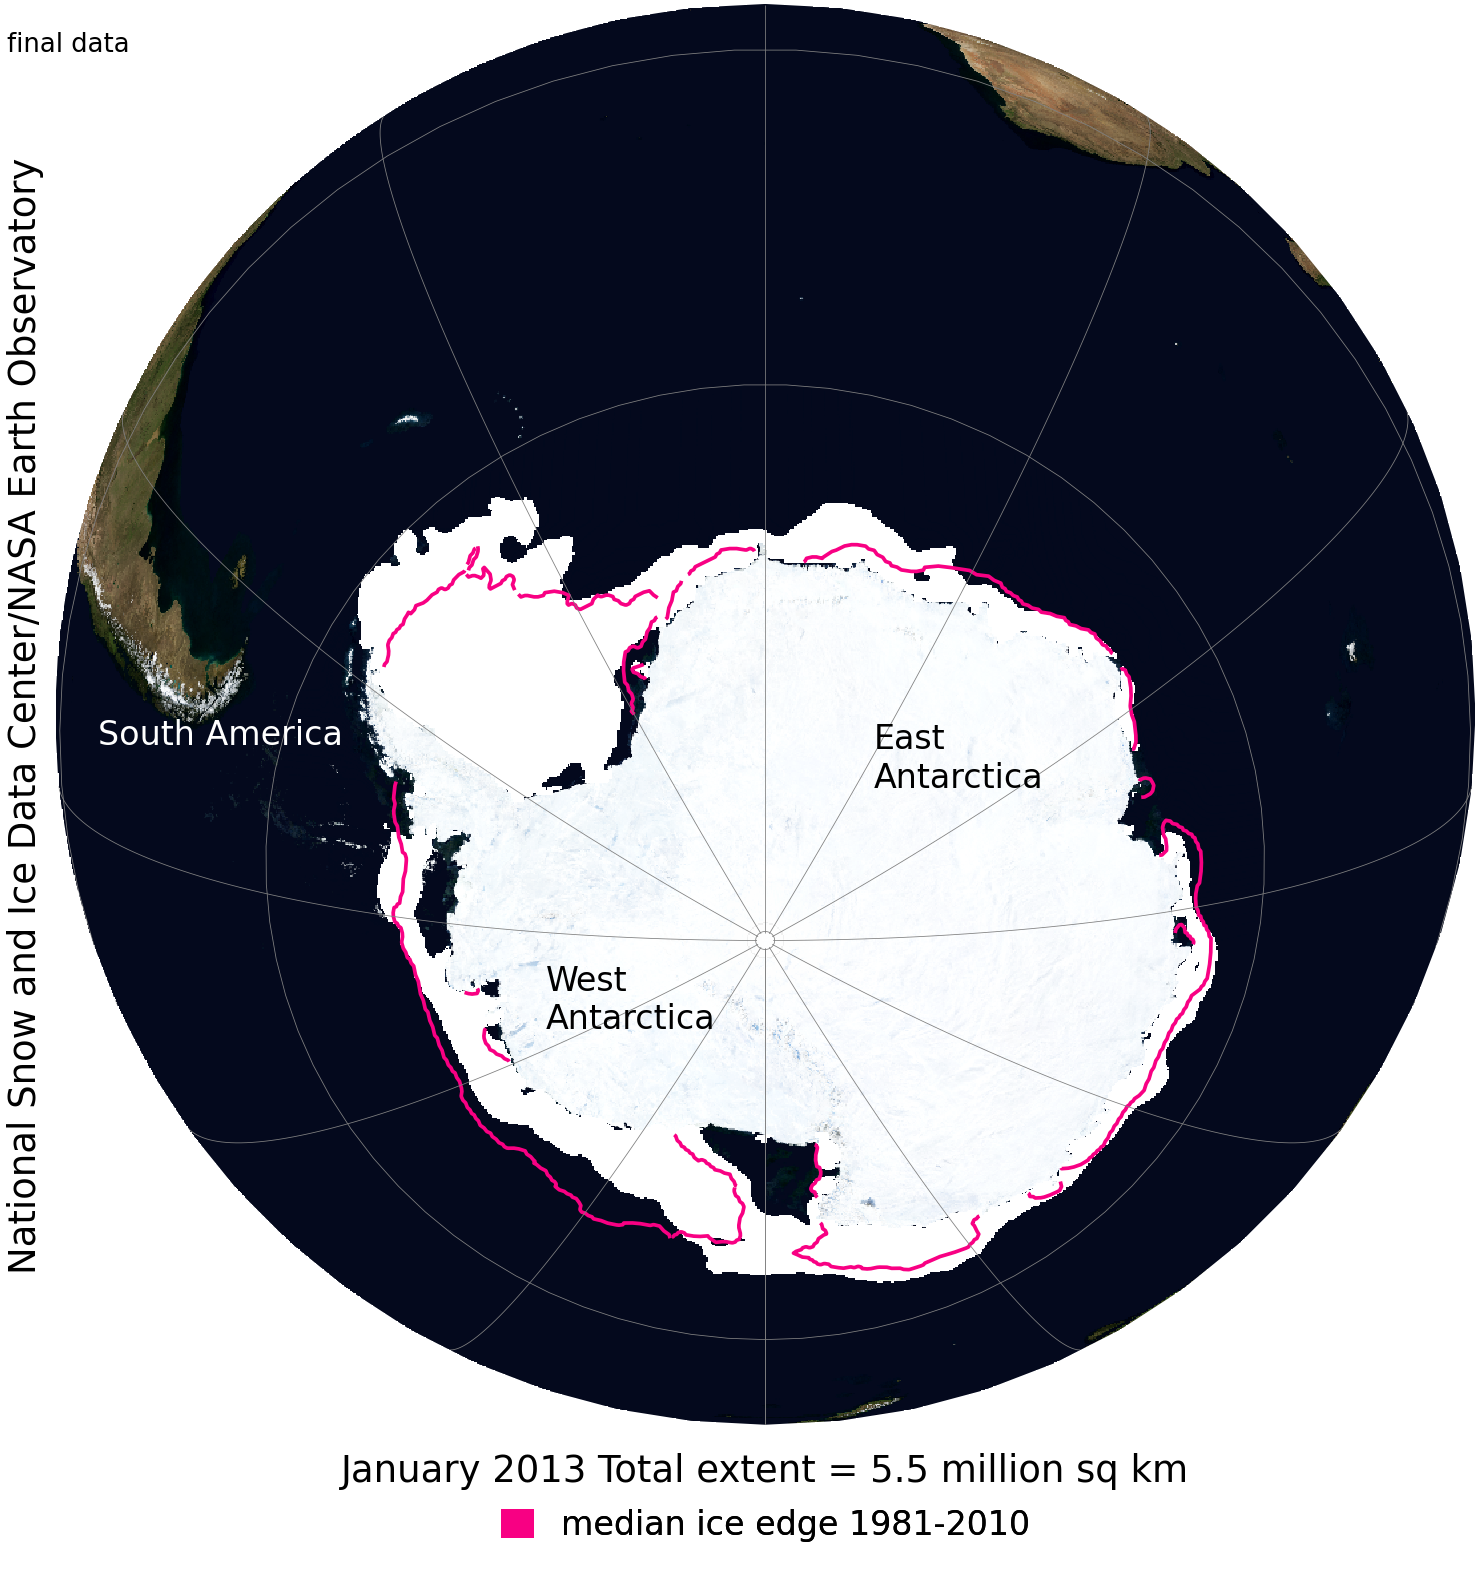 final data
National Snow and Ice Data Center/NASA Earth Observatory
South America
East
Antarctica
West
Antarctica
January 2013 Total extent = 5.5 million sq km
median ice edge 1981-2010